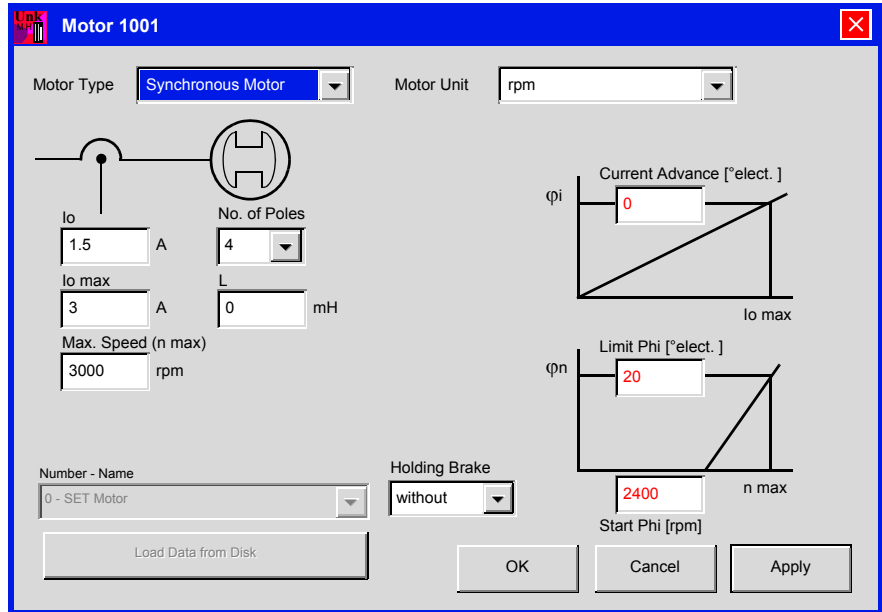 Unk
MH
Motor 1001
Motor Type
Synchronous Motor
Motor Unit
rpm
Current Advance [°elect. ]
φi
0
Io
No. of Poles
1.5
A
4
Io max
L
3
A
0
mH
Io max
Max. Speed (n max)
3000
rpm
Limit Phi [°elect. ]
φn
20
Number - Name
Holding Brake
0 - SET Motor
without
2400
n max
Start Phi [rpm]
Load Data from Disk
OK
Cancel
Apply